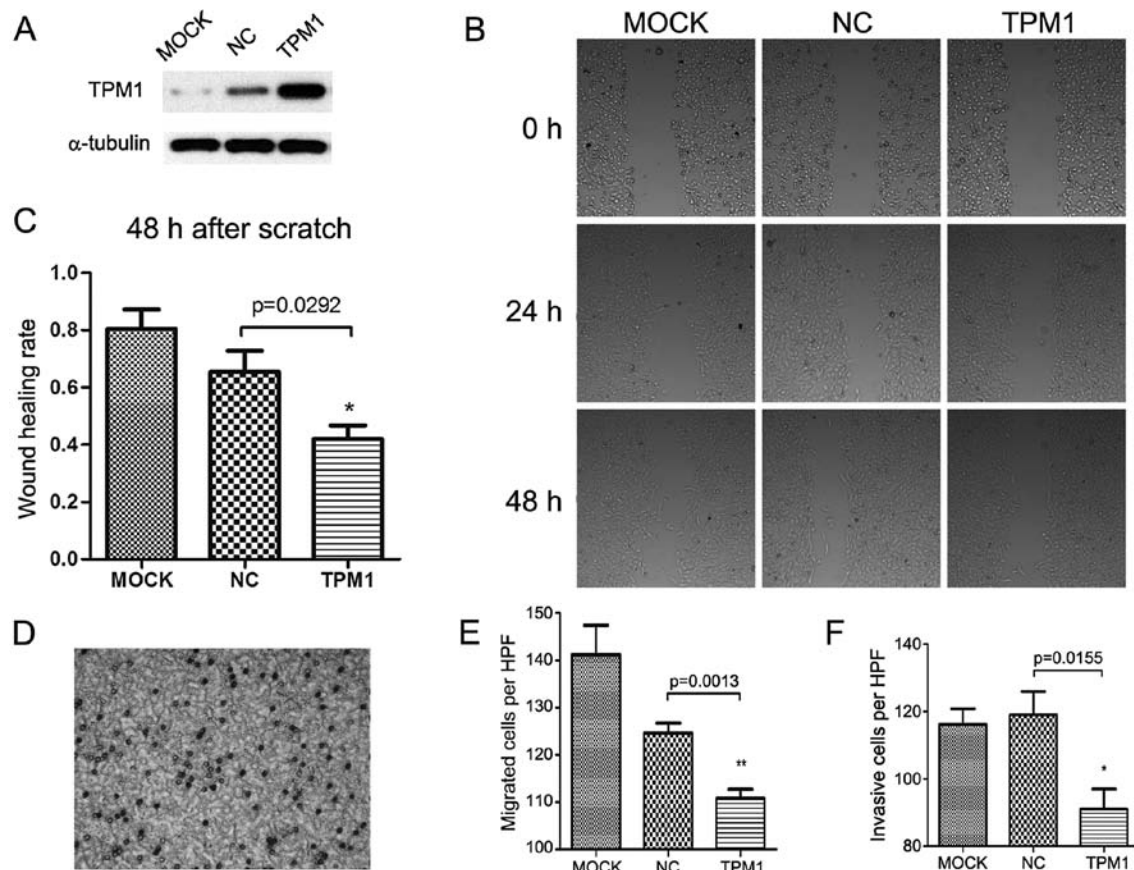 A
MOCK NC TPM1
TPM1
α-tubulin
B
MOCK NC TPM1
0 h
24 h
48 h
C
48 h after scratch
Wound healing rate
1.0
0.8
0.6
0.4
0.2
0.0
p=0.0292
*
MOCK NC TPM1
D
E
Migrated cells per HPF
150
140
130
120
110
100
p=0.0013
**
MOCK NC TPM1
F
Invasive cells per HPF
140
120
100
80
p=0.0155
*
MOCK NC TPM1